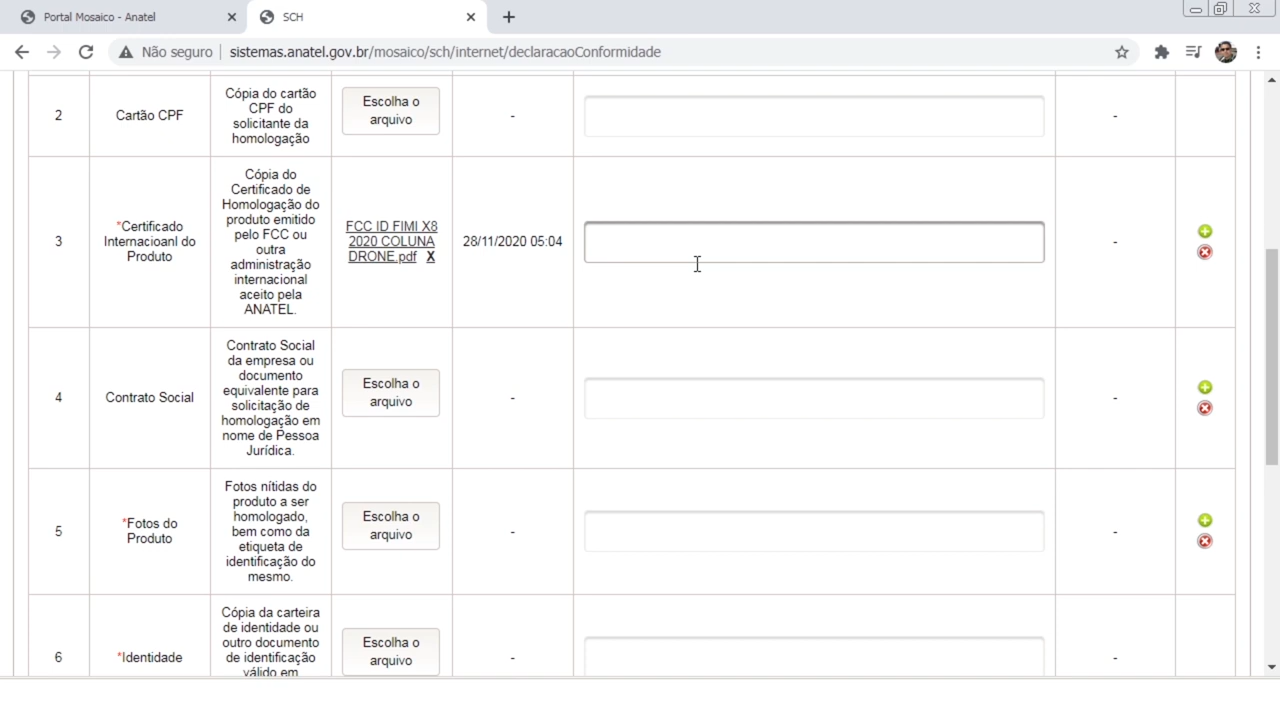 Portal Mosaico - Anatel
SCH
Não seguro
sistemas.anatel.gov.br/mosaico/sch/internet/declaracaoConformidade
2
Cartão CPF
Cópia do cartão
CPF do
solicitante da
homologação
Escolha o
arquivo
-
-
3
*Certificado
Internacioanl do
Produto
Cópia do
Certificado de
Homologação do
produto emitido
pelo FCC ou
outra
administração
internacional
aceito pela
ANATEL.
FCC ID FIMI X8
2020 COLUNA
DRONE.pdf X
28/11/2020 05:04
-
4
Contrato Social
Contrato Social
da empresa ou
documento
equivalente para
solicitação de
homologação em
nome de Pessoa
Jurídica.
Escolha o
arquivo
-
-
5
*Fotos do
Produto
Fotos nítidas do
produto a ser
homologado,
bem como da
etiqueta de
identificação do
mesmo.
Escolha o
arquivo
-
-
6
*Identidade
Cópia da carteira
de identidade ou
outro documento
de identificação
válido em
Escolha o
arquivo
-
-